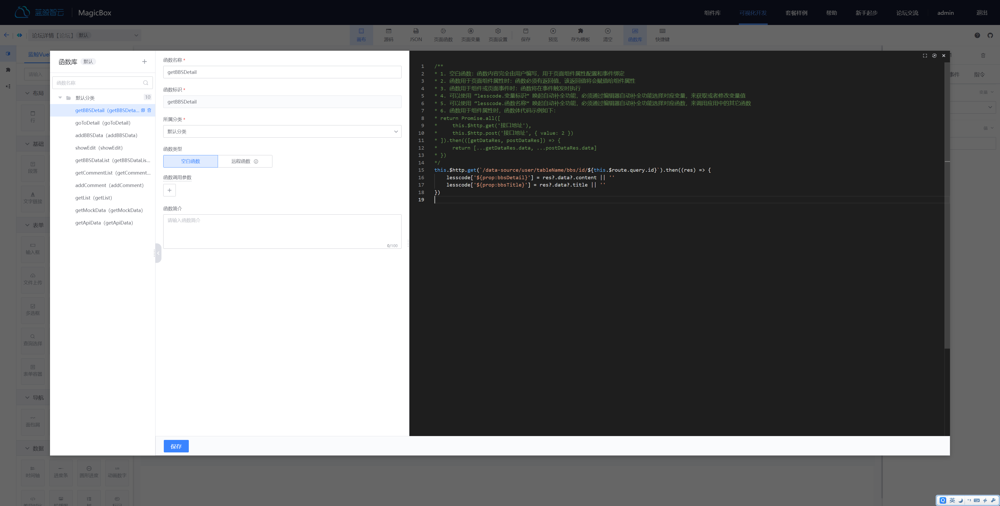 蓝鲸智云
MagicBox
组件库
可视化开发
套餐样例
帮助
新手起步
论坛交流
admin
退出
论坛详情【论坛】 默认
画布
源码
JSON
页面函数
页面变量
页面设置
保存
预览
存为模板
清空
函数库
快捷键
蓝鲸Vue
请输入
布局
行
基础
段落
文字链接
表单
输入框
文件上传
多选框
查询选择
表单容器
导航
面包屑
数据
时间轴
进度条
圆形进度
动画数字
事件
指令
变量
值
函数库 默认
函数名称
默认分类 10
getBBSDetail（getBBSDeta...
goToDetail（goToDetail）
addBBSData（addBBSData）
showEdit（showEdit）
getBBSDataList（getBBSDataLis...
getCommentList（getComment...
addComment（addComment）
getList（getList）
getMockData（getMockData）
getApiData（getApiData）
函数名称 *
getBBSDetail
函数标识 *
getBBSDetail
所属分类 *
默认分类
函数类型
空白函数
远程函数
函数调用参数
函数简介
请输入函数简介
0/100
保存
1 /**
2 * 1. 空白函数：函数内容完全由用户编写，用于页面组件属性配置和事件绑定
3 * 2. 函数用于页面组件属性时：函数必须有返回值，该返回值将会赋值给组件属性
4 * 3. 函数用于组件或页面事件时：函数将在事件触发时执行
5 * 4. 可以使用 “lesscode.变量标识” 唤起自动补全功能，必须通过编辑器自动补全功能选择对应变量，来获取或者修改变量值
6 * 5. 可以使用 “lesscode.函数名称” 唤起自动补全功能，必须通过编辑器自动补全功能选择对应函数，来调用应用中的其它函数
7 * 6. 函数用于组件属性时，函数体代码示例如下：
8 * return Promise.all([
9 *     this.$http.get('接口地址'),
10 *     this.$http.post('接口地址', { value: 2 })
11 * ]).then(([getDataRes, postDataRes]) => {
12 *     return [...getDataRes.data, ...postDataRes.data]
13 * })
14 */
15 this.$http.get(`/data-source/user/tableName/bbs/id/${this.$route.query.id}`).then((res) => {
16     lesscode['${prop:bbsDetail}'] = res?.data?.content || ''
17     lesscode['${prop:bbsTitle}'] = res?.data?.title || ''
18 })
19
英